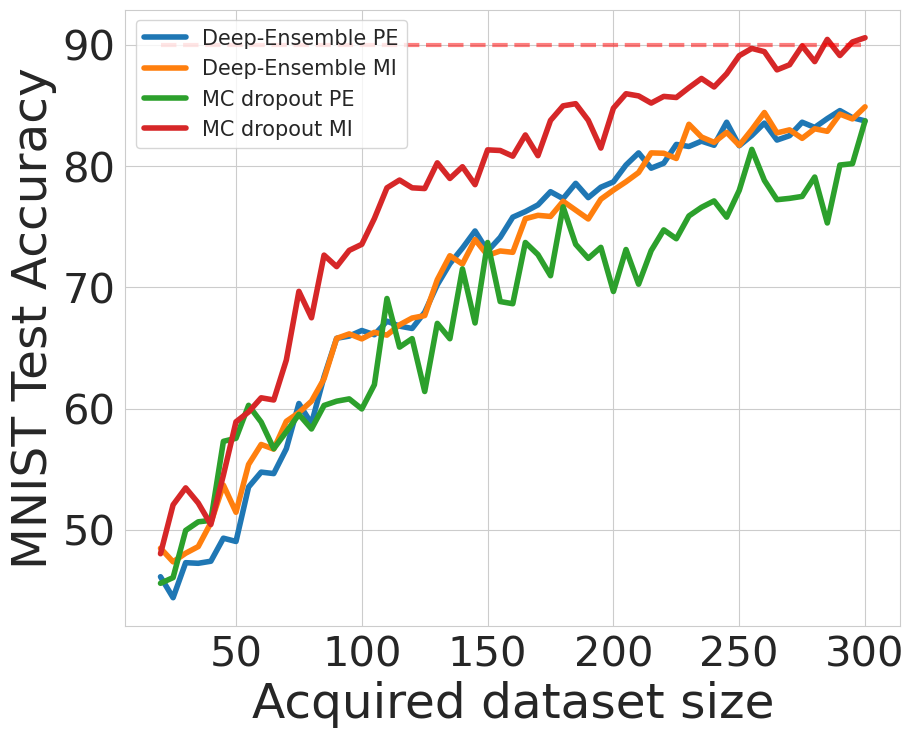 Deep-Ensemble PE
Deep-Ensemble MI
MC dropout PE
MC dropout MI
MNIST Test Accuracy
90
80
70
60
50
50 100 150 200 250 300
Acquired dataset size